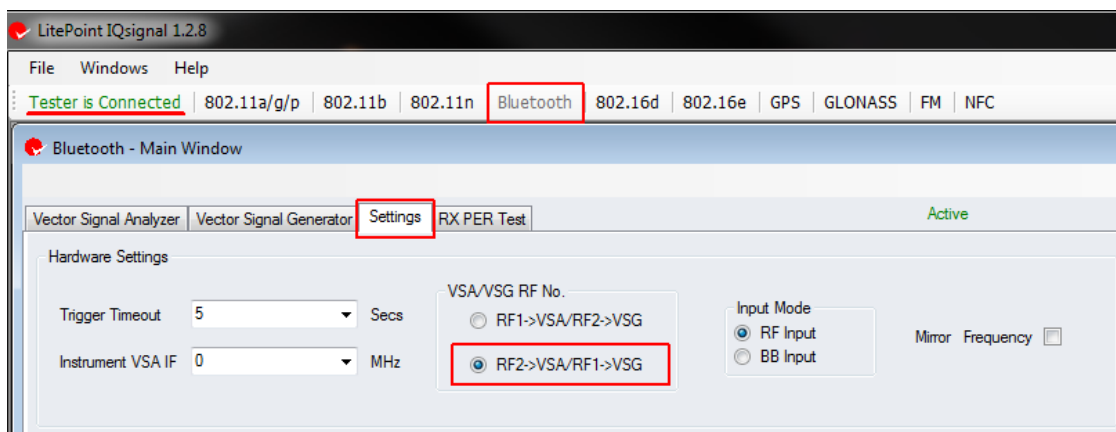 LitePoint IQsignal 1.2.8
File Windows Help
Tester is Connected 802.11a/g/p 802.11b 802.11n Bluetooth 802.16d 802.16e GPS GLONASS FM NFC
Bluetooth - Main Window
Vector Signal Analyzer Vector Signal Generator Settings RX PER Test Active
Hardware Settings
VSA/VSG RF No.
Trigger Timeout 5 Secs RF1->VSA/RF2->VSG Input Mode
RF Input Mirror Frequency
BB Input
Instrument VSA IF 0 MHz RF2->VSA/RF1->VSG